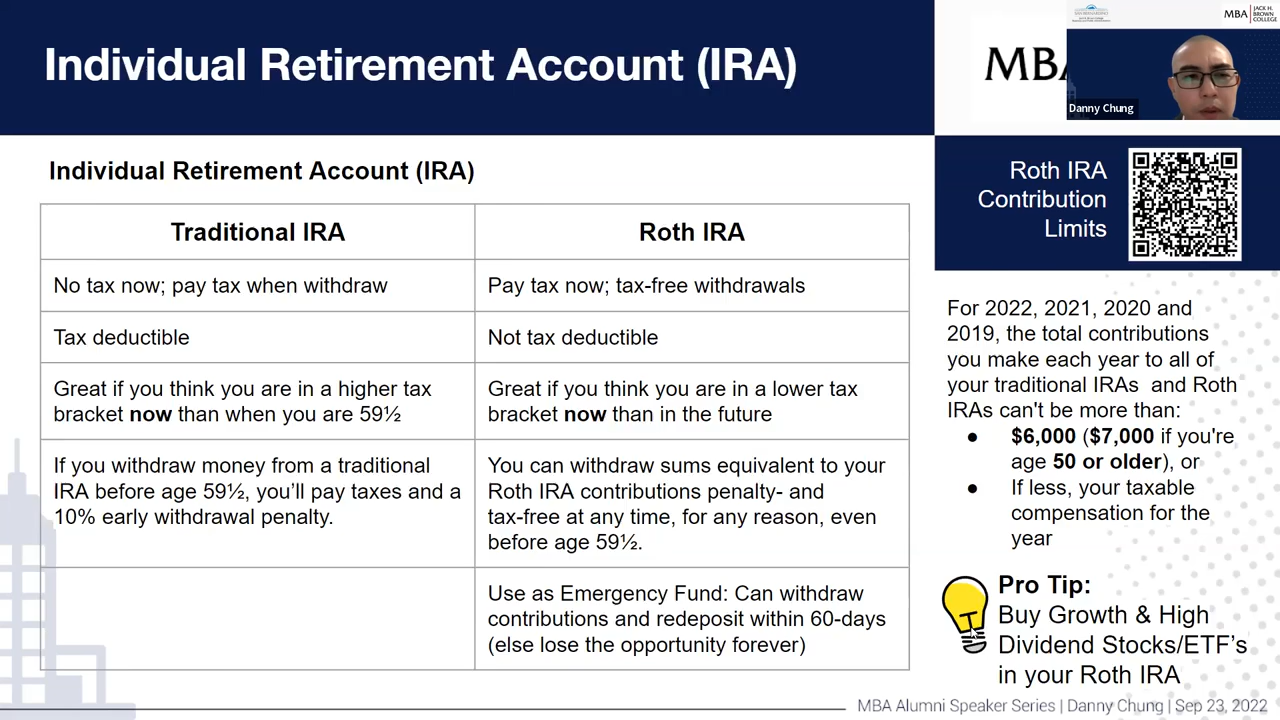 Individual Retirement Account (IRA)
MBA
MBA
JACK H.
BROWN
COLLEGE
Danny Chung
Individual Retirement Account (IRA)
Traditional IRA
Roth IRA
No tax now; pay tax when withdraw
Pay tax now; tax-free withdrawals
Tax deductible
Not tax deductible
Great if you think you are in a higher tax
bracket now than when you are 59½
Great if you think you are in a lower tax
bracket now than in the future
If you withdraw money from a traditional
IRA before age 59½, you’ll pay taxes and a
10% early withdrawal penalty.
You can withdraw sums equivalent to your
Roth IRA contributions penalty- and
tax-free at any time, for any reason, even
before age 59½.
Use as Emergency Fund: Can withdraw
contributions and redeposit within 60-days
(else lose the opportunity forever)
Roth IRA
Contribution
Limits
For 2022, 2021, 2020 and
2019, the total contributions
you make each year to all of
your traditional IRAs and Roth
IRAs can't be more than:
● $6,000 ($7,000 if you're
age 50 or older), or
● If less, your taxable
compensation for the
year
Pro Tip:
Buy Growth & High
Dividend Stocks/ETF’s
in your Roth IRA
MBA Alumni Speaker Series | Danny Chung | Sep 23, 2022